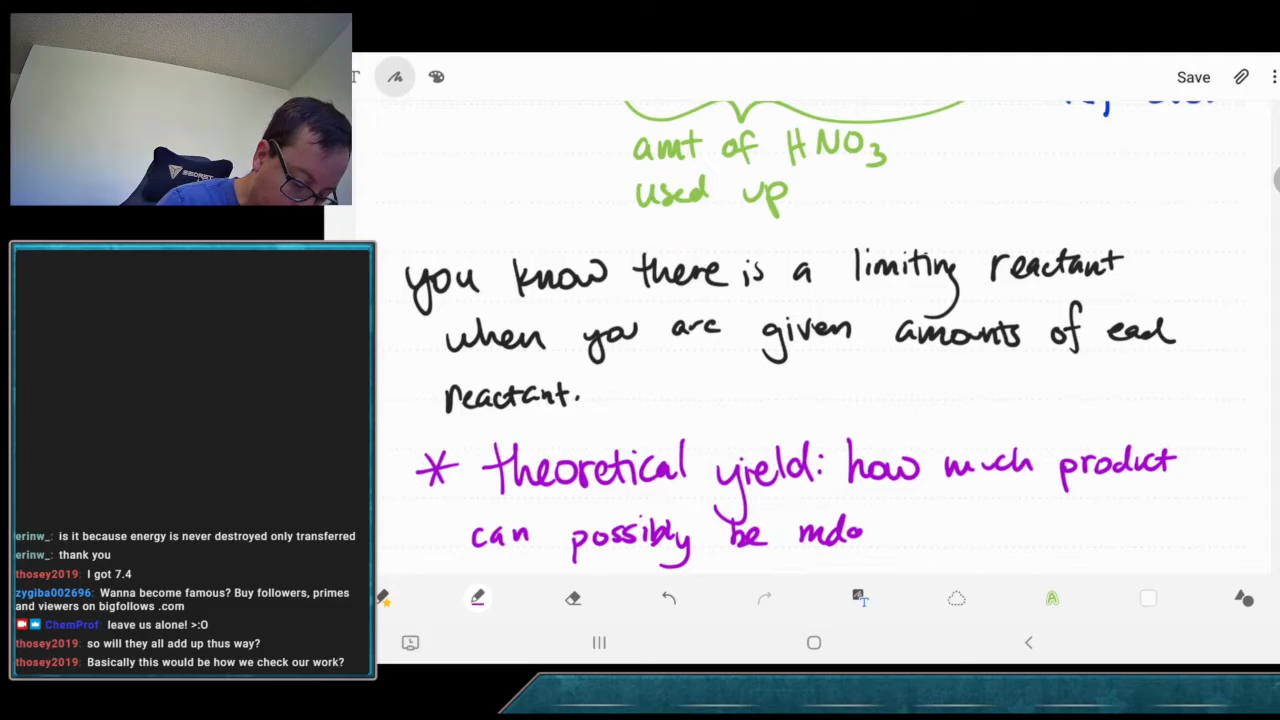 T
Save
amt of HNO3
used up
you know there is a limiting reactant
when you are given amounts of each
reactant.
* theoretical yield: how much product
can possibly be mdo
SECRET
erinw_: is it because energy is never destroyed only transferred
erinw_: thank you
thosey2019: I got 7.4
zygiba002696: Wanna become famous? Buy followers, primes
and viewers on bigfollows .com
ChemProf: leave us alone! >:O
thosey2019: so will they all add up thus way?
thosey2019: Basically this would be how we check our work?